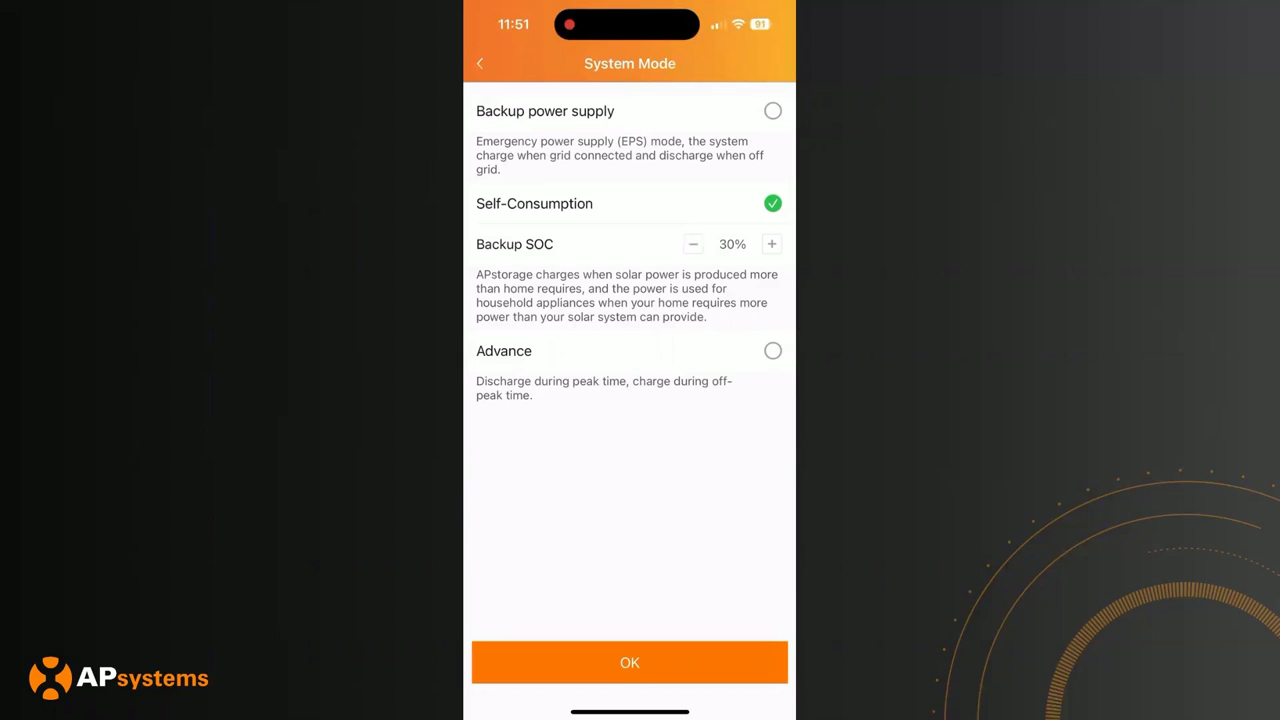 11:51
91
System Mode
Backup power supply
Emergency power supply (EPS) mode, the system
charge when grid connected and discharge when off
grid.
Self-Consumption
Backup SOC
− 30% +
APstorage charges when solar power is produced more
than home requires, and the power is used for
household appliances when your home requires more
power than your solar system can provide.
Advance
Discharge during peak time, charge during off-
peak time.
OK
APsystems